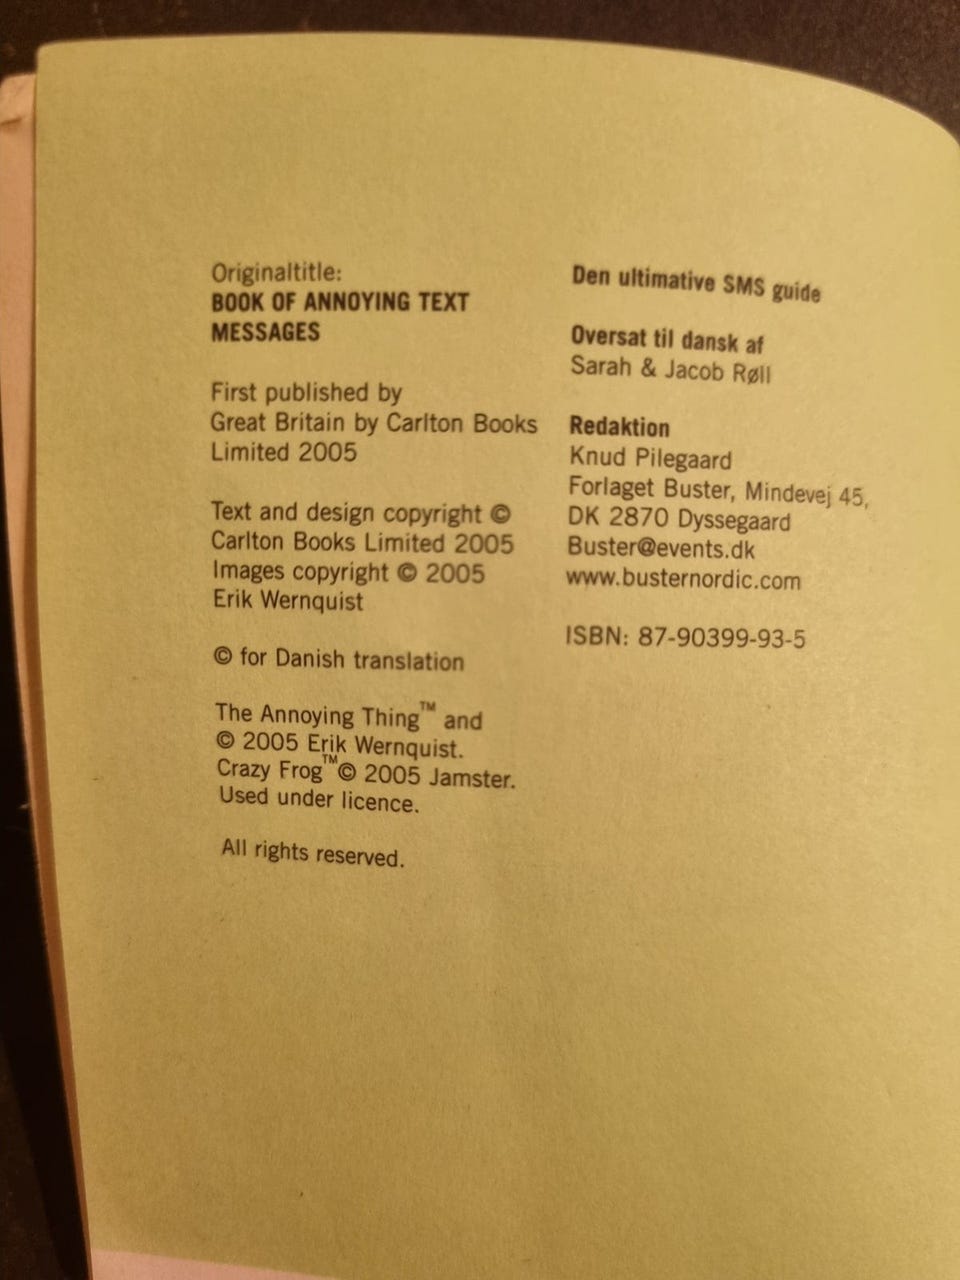 Originaltitle:
BOOK OF ANNOYING TEXT
MESSAGES
First published by
Great Britain by Carlton Books
Limited 2005
Text and design copyright ©
Carlton Books Limited 2005
Images copyright © 2005
Erik Wernquist
© for Danish translation
The Annoying Thing™ and
© 2005 Erik Wernquist.
Crazy Frog™© 2005 Jamster.
Used under licence.
All rights reserved.
Den ultimative SMS guide
Oversat til dansk af
Sarah & Jacob Røll
Redaktion
Knud Pilegaard
Forlaget Buster, Mindevej 45,
DK 2870 Dyssegaard
Buster@events.dk
www.busternordic.com
ISBN: 87-90399-93-5